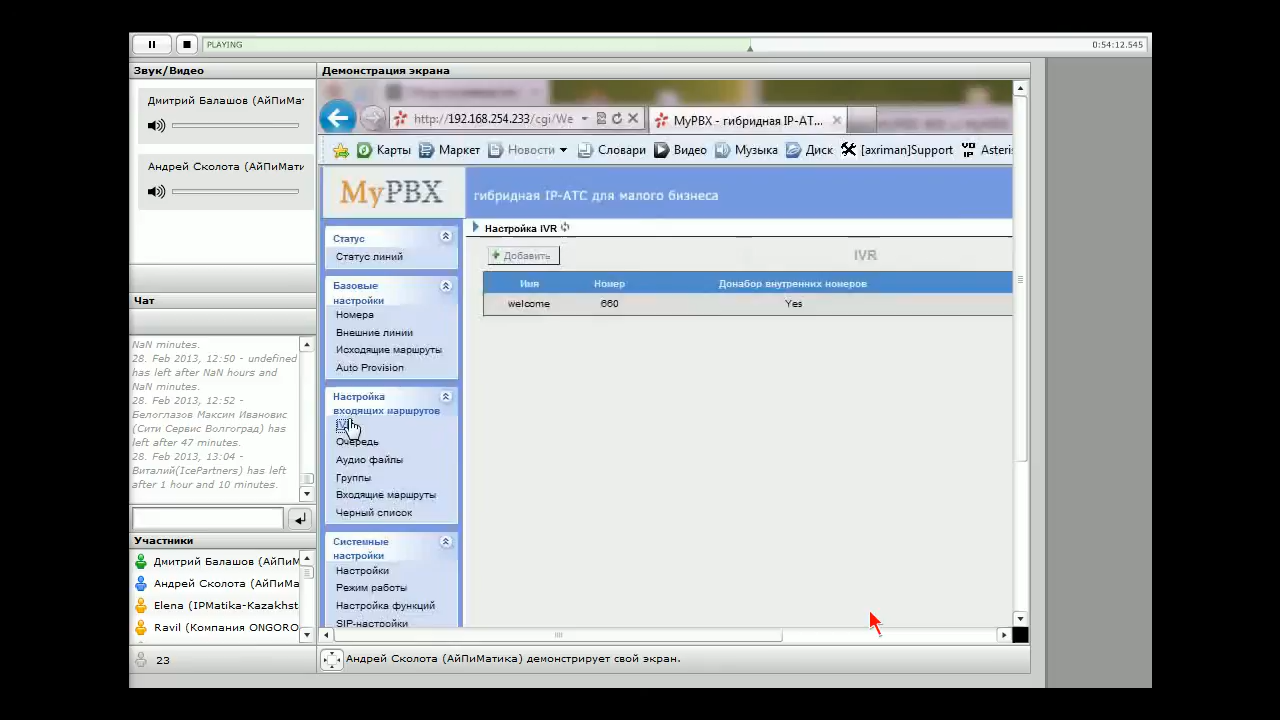 PLAYING
0:54:12.545
Звук/Видео
Демонстрация экрана
Дмитрий Балашов (АйПиМат
Андрей Сколота (АйПиМати
http://192.168.254.233/cgi/We
MyPBX - гибридная IP-АТ...
Карты
Маркет
Новости
Словари
Видео
Музыка
Диск
[axriman]Support
Asteris
MyPBX
гибридная IP-АТС для малого бизнеса
Статус
Статус линий
Базовые
настройки
Номера
Внешние линии
Исходящие маршруты
Auto Provision
Настройка
входящих маршрутов
Очередь
Аудио файлы
Группы
Входящие маршруты
Черный список
Системные
настройки
Настройки
Режим работы
Настройка функций
SIP-настройки
Настройка IVR
Добавить
IVR
Имя Номер Донабор внутренних номеров
welcome 660 Yes
Чат
NaN minutes.
28. Feb 2013, 12:50 - undefined
has left after NaN hours and
NaN minutes.
28. Feb 2013, 12:52 -
Белоглазов Максим Иванович
(Сити Сервис Волгоград) has
left after 47 minutes.
28. Feb 2013, 13:04 -
Виталий(IcePartners) has left
after 1 hour and 10 minutes.
Участники
Дмитрий Балашов (АйПиМ
Андрей Сколота (АйПиМа
Elena (IPMatika-Kazakhst
Ravil (Компания ONGORO
23
Андрей Сколота (АйПиМатика) демонстрирует свой экран.